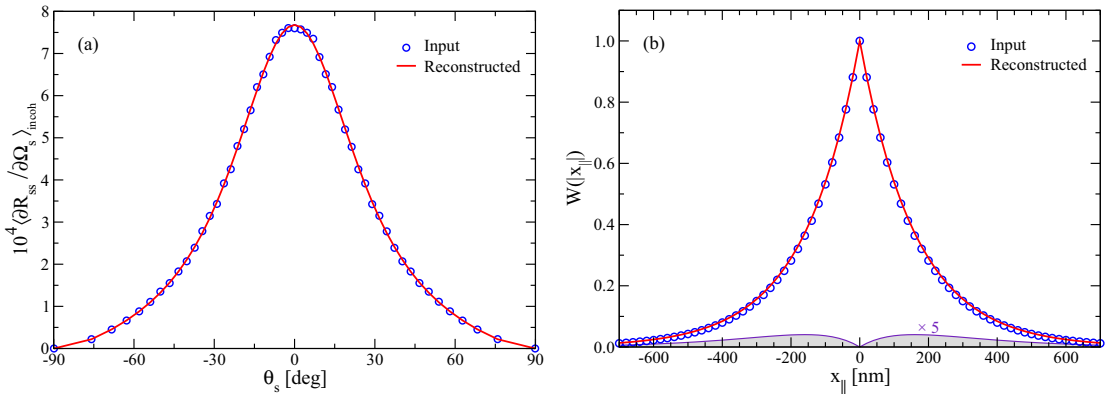 (a)
Input
Reconstructed
10⁴⟨∂R_ss/∂Ω_s⟩_incoh
8
7
6
5
4
3
2
1
0
-90 -60 -30 0 30 60 90
θ_s [deg]
(b)
Input
Reconstructed
W(|x_∥|)
1.0
0.8
0.6
0.4
0.2
0.0
× 5
-600 -400 -200 0 200 400 600
x_∥ [nm]